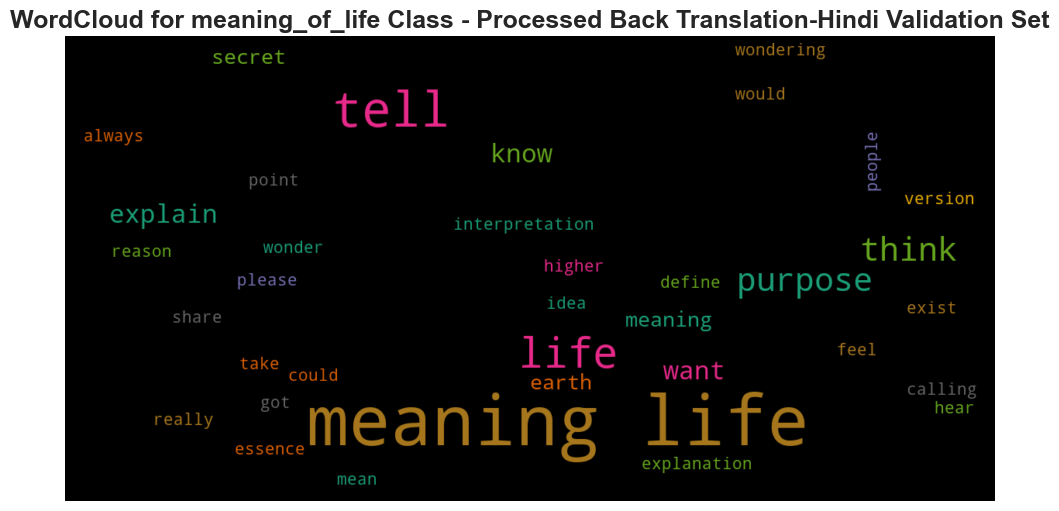 WordCloud for meaning_of_life Class - Processed Back Translation-Hindi Validation Set
wondering
secret
would
tell
always
people
know
point
version
explain
interpretation
think
reason
wonder
higher
please
define
purpose
idea
exist
share
meaning
life
feel
take
want
could
earth
calling
got
hear
meaning life
really
essence
explanation
mean